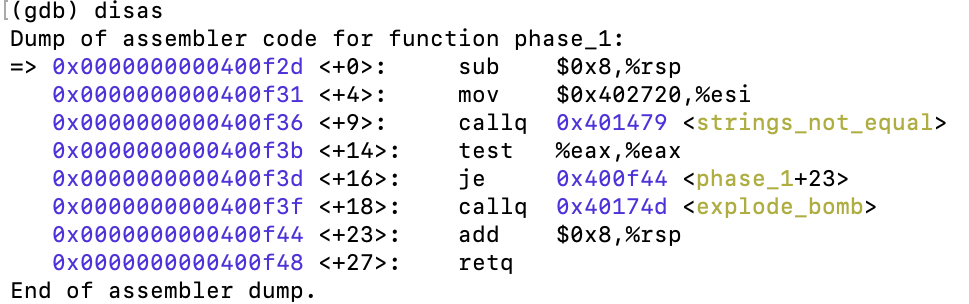 (gdb) disas
Dump of assembler code for function phase_1:
=> 0x0000000000400f2d <+0>:     sub    $0x8,%rsp
   0x0000000000400f31 <+4>:     mov    $0x402720,%esi
   0x0000000000400f36 <+9>:     callq  0x401479 <strings_not_equal>
   0x0000000000400f3b <+14>:    test   %eax,%eax
   0x0000000000400f3d <+16>:    je     0x400f44 <phase_1+23>
   0x0000000000400f3f <+18>:    callq  0x40174d <explode_bomb>
   0x0000000000400f44 <+23>:    add    $0x8,%rsp
   0x0000000000400f48 <+27>:    retq
End of assembler dump.